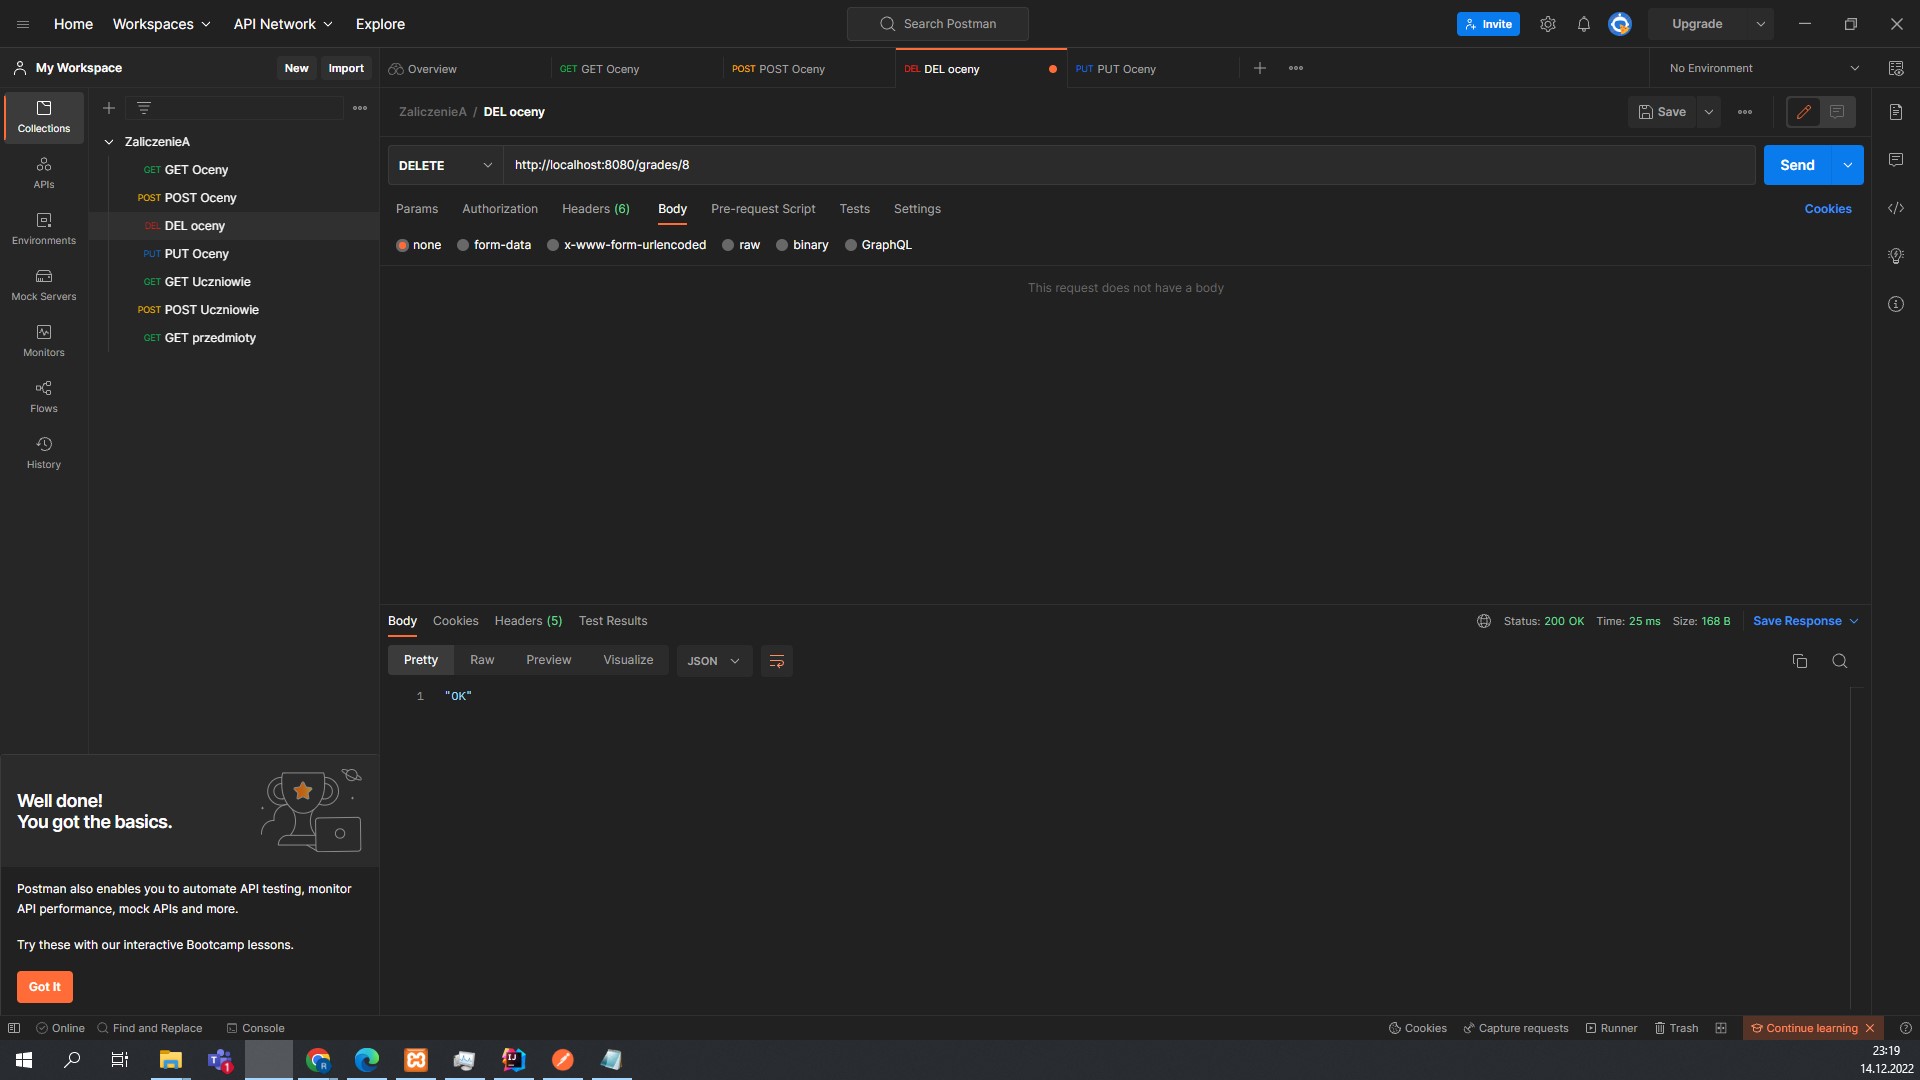 Home Workspaces API Network Explore Search Postman Invite Upgrade
My Workspace New Import Overview GET GET Oceny POST POST Oceny DEL DEL oceny PUT PUT Oceny No Environment
Collections
APIs
Environments
Mock Servers
Monitors
Flows
History
ZaliczenieA
GET GET Oceny
POST POST Oceny
DEL DEL oceny
PUT PUT Oceny
GET GET Uczniowie
POST POST Uczniowie
GET GET przedmioty
ZaliczenieA / DEL oceny Save
DELETE http://localhost:8080/grades/8 Send
Params Authorization Headers (6) Body Pre-request Script Tests Settings Cookies
none form-data x-www-form-urlencoded raw binary GraphQL
This request does not have a body
Body Cookies Headers (5) Test Results Status: 200 OK Time: 25 ms Size: 168 B Save Response
Pretty Raw Preview Visualize JSON
1 "OK"
Well done!
You got the basics.
Postman also enables you to automate API testing, monitor
API performance, mock APIs and more.
Try these with our interactive Bootcamp lessons.
Got It
Online Find and Replace Console Cookies Capture requests Runner Trash Continue learning
23:19
14.12.2022